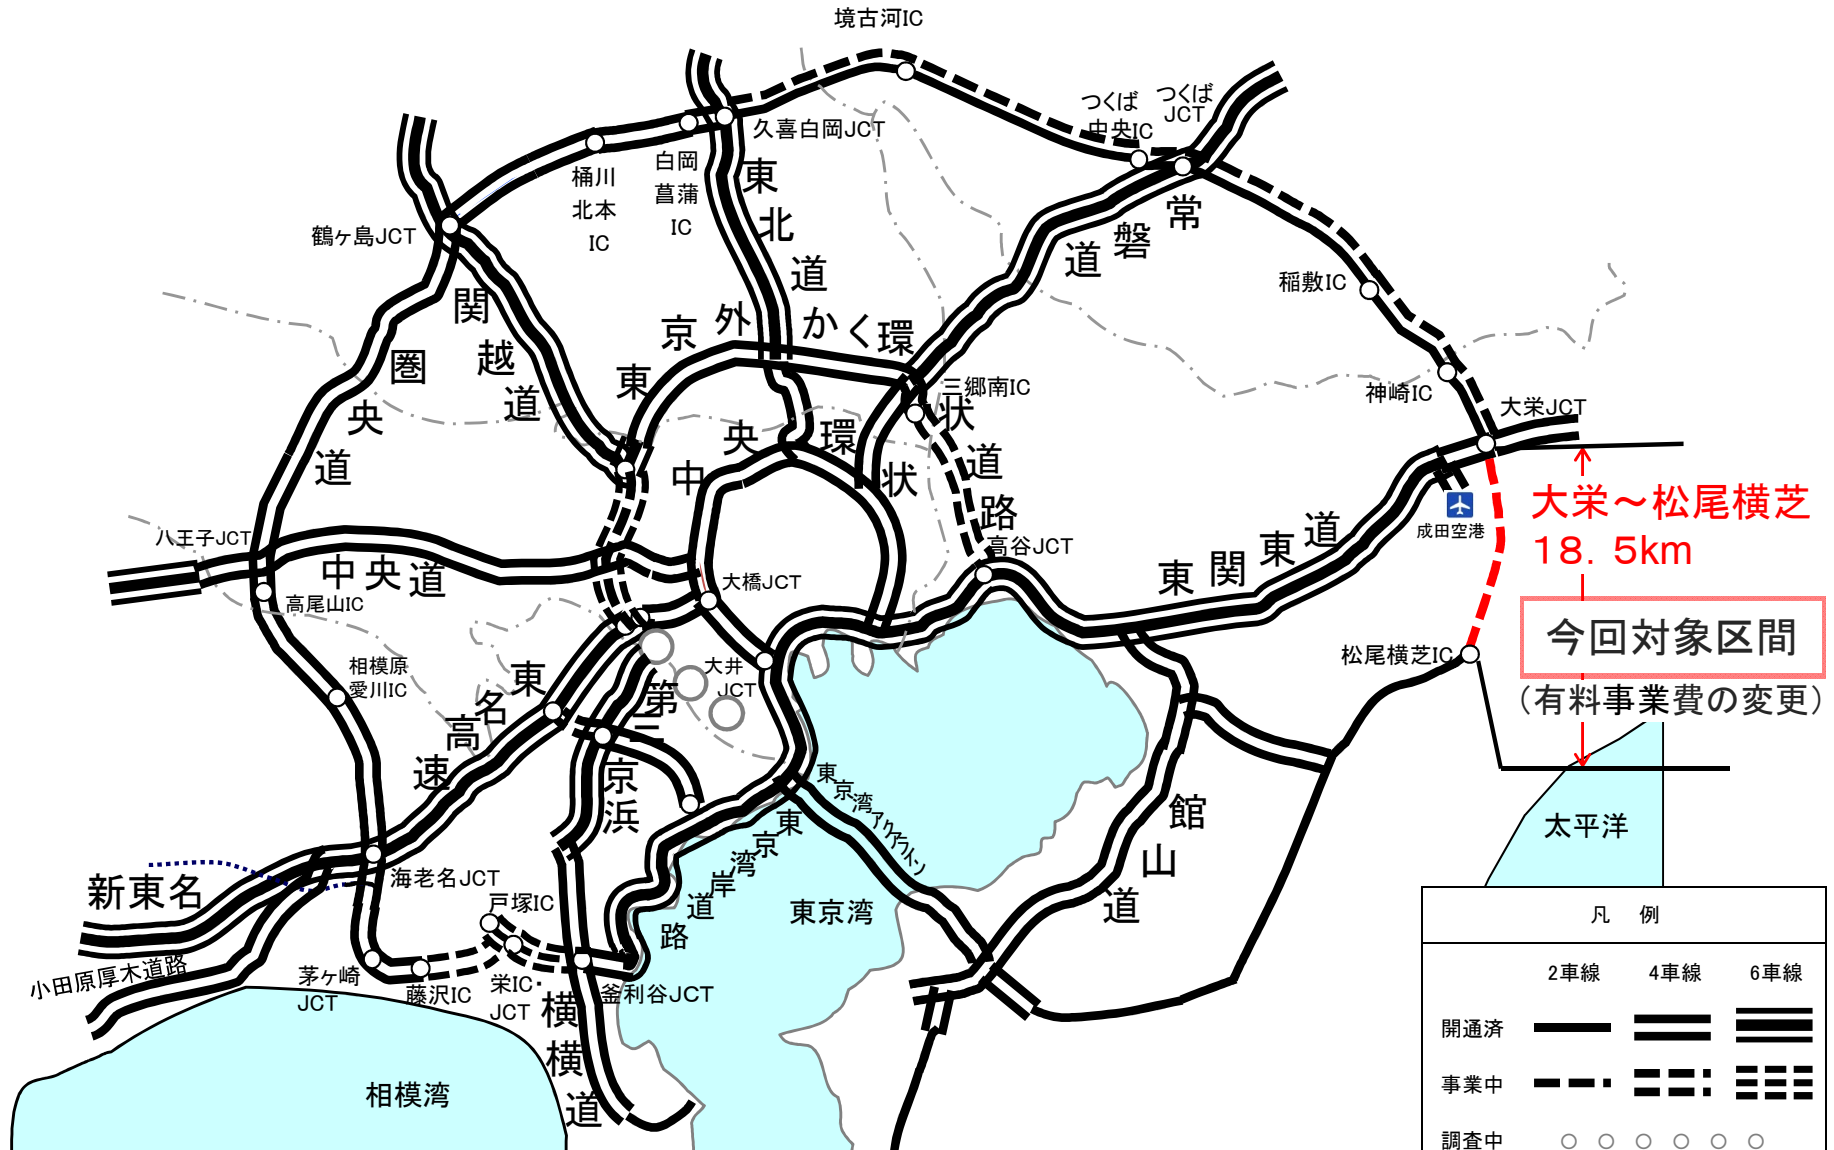 境古河IC
つくば
中央IC
つくば
JCT
久喜白岡JCT
白岡
菖蒲
IC
桶川
北本
IC
鶴ヶ島JCT
東北道
常磐道
関越道
圏央道
東京外かく環状道路
三郷南IC
稲敷IC
神崎IC
大栄JCT
成田空港
大栄～松尾横芝
18．5km
今回対象区間
（有料事業費の変更）
中央環状
高谷JCT
東関東道
八王子JCT
中央道
高尾山IC
大橋JCT
大井
JCT
相模原
愛川IC
東名高速
第三京浜
松尾横芝IC
東京湾アクアライン
東京湾岸道路
館山道
太平洋
東京湾
新東名
海老名JCT
小田原厚木道路
戸塚IC
茅ヶ崎
JCT
藤沢IC
栄IC・
JCT
釜利谷JCT
横横道
相模湾
凡 例
2車線 4車線 6車線
開通済
事業中
調査中